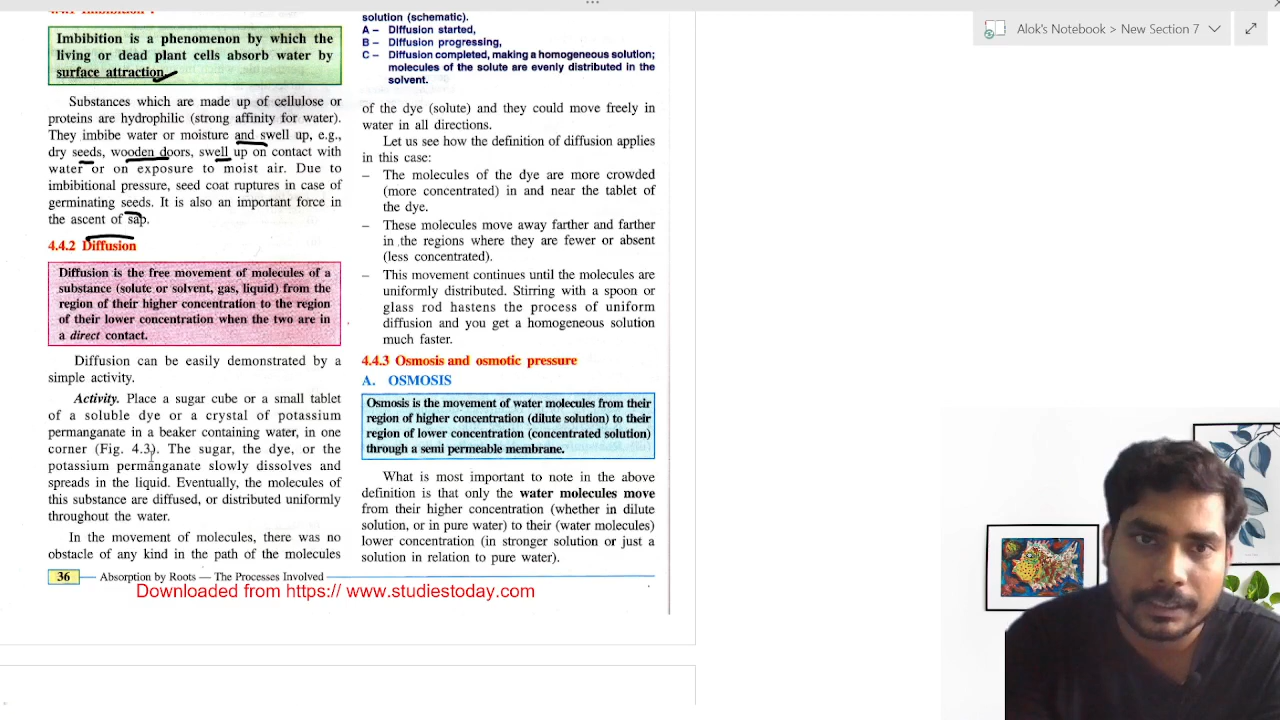 4.4.1 Imbibition :
Imbibition is a phenomenon by which the
living or dead plant cells absorb water by
surface attraction.
Substances which are made up of cellulose or
proteins are hydrophilic (strong affinity for water).
They imbibe water or moisture and swell up, e.g.,
dry seeds, wooden doors, swell up on contact with
water or on exposure to moist air. Due to
imbibitional pressure, seed coat ruptures in case of
germinating seeds. It is also an important force in
the ascent of sap.
4.4.2 Diffusion
Diffusion is the free movement of molecules of a
substance (solute or solvent, gas, liquid) from the
region of their higher concentration to the region
of their lower concentration when the two are in
a direct contact.
Diffusion can be easily demonstrated by a
simple activity.
Activity. Place a sugar cube or a small tablet
of a soluble dye or a crystal of potassium
permanganate in a beaker containing water, in one
corner (Fig. 4.3). The sugar, the dye, or the
potassium permanganate slowly dissolves and
spreads in the liquid. Eventually, the molecules of
this substance are diffused, or distributed uniformly
throughout the water.
In the movement of molecules, there was no
obstacle of any kind in the path of the molecules
solution (schematic).
A – Diffusion started,
B – Diffusion progressing,
C – Diffusion completed, making a homogeneous solution;
molecules of the solute are evenly distributed in the
solvent.
of the dye (solute) and they could move freely in
water in all directions.
Let us see how the definition of diffusion applies
in this case:
– The molecules of the dye are more crowded
(more concentrated) in and near the tablet of
the dye.
– These molecules move away farther and farther
in the regions where they are fewer or absent
(less concentrated).
– This movement continues until the molecules are
uniformly distributed. Stirring with a spoon or
glass rod hastens the process of uniform
diffusion and you get a homogeneous solution
much faster.
4.4.3 Osmosis and osmotic pressure
A. OSMOSIS
Osmosis is the movement of water molecules from their
region of higher concentration (dilute solution) to their
region of lower concentration (concentrated solution)
through a semi permeable membrane.
What is most important to note in the above
definition is that only the water molecules move
from their higher concentration (whether in dilute
solution, or in pure water) to their (water molecules)
lower concentration (in stronger solution or just a
solution in relation to pure water).
36 Absorption by Roots — The Processes Involved
Downloaded from https:// www.studiestoday.com
Alok's Notebook > New Section 7